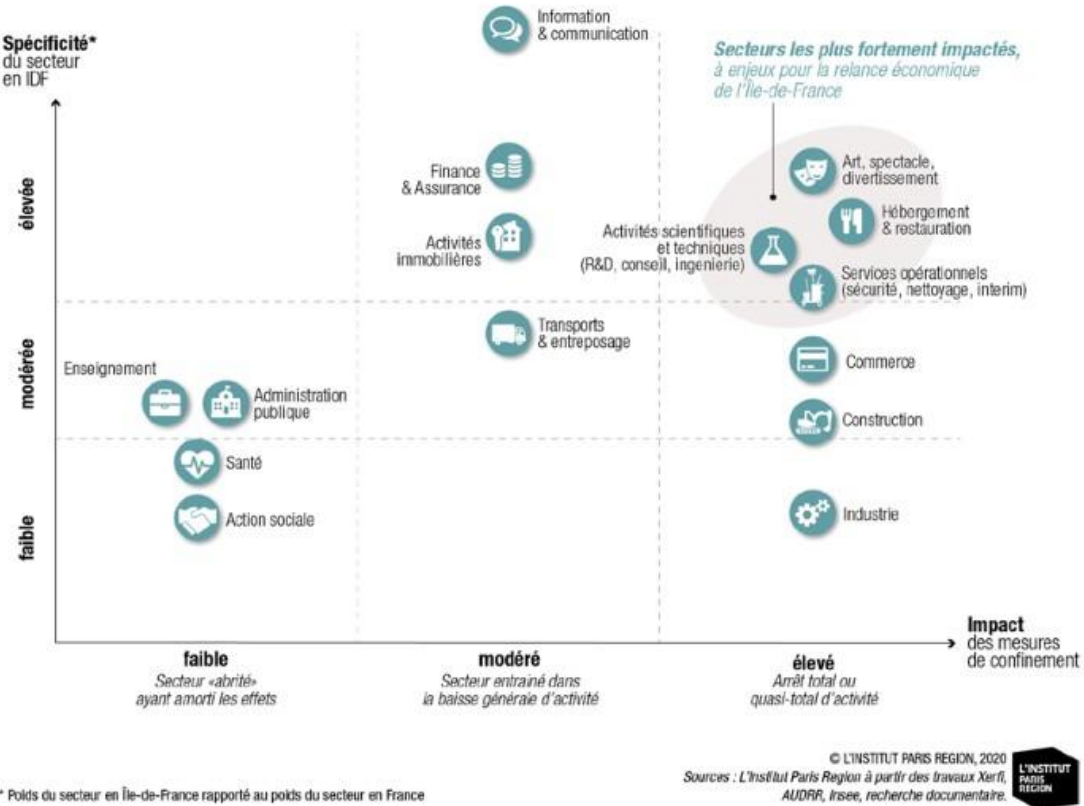 Spécificité*
du secteur
en IDF
Information
& communication
Secteurs les plus fortement impactés,
à enjeux pour la relance économique
de l'Île-de-France
élevée
Finance
& Assurance
Activités
immobilières
Art, spectacle,
divertissement
Hébergement
& restauration
Activités scientifiques
et techniques
(R&D, conseil, ingenierie)
Services opérationnels
(sécurité, nettoyage, interim)
modérée
Transports
& entreposage
Enseignement
Administration
publique
Commerce
Construction
faible
Santé
Action sociale
Industrie
Impact
des mesures
de confinement
faible
Secteur «abrité»
ayant amorti les effets
modéré
Secteur entrainé dans
la baisse générale d'activité
élevé
Arrêt total ou
quasi-total d'activité
© L'INSTITUT PARIS REGION, 2020
Sources : L'Institut Paris Region à partir des travaux Xerfi,
AUDRR, Insee, recherche documentaire.
L'INSTITUT
PARIS
REGION
* Poids du secteur en Île-de-France rapporté au poids du secteur en France